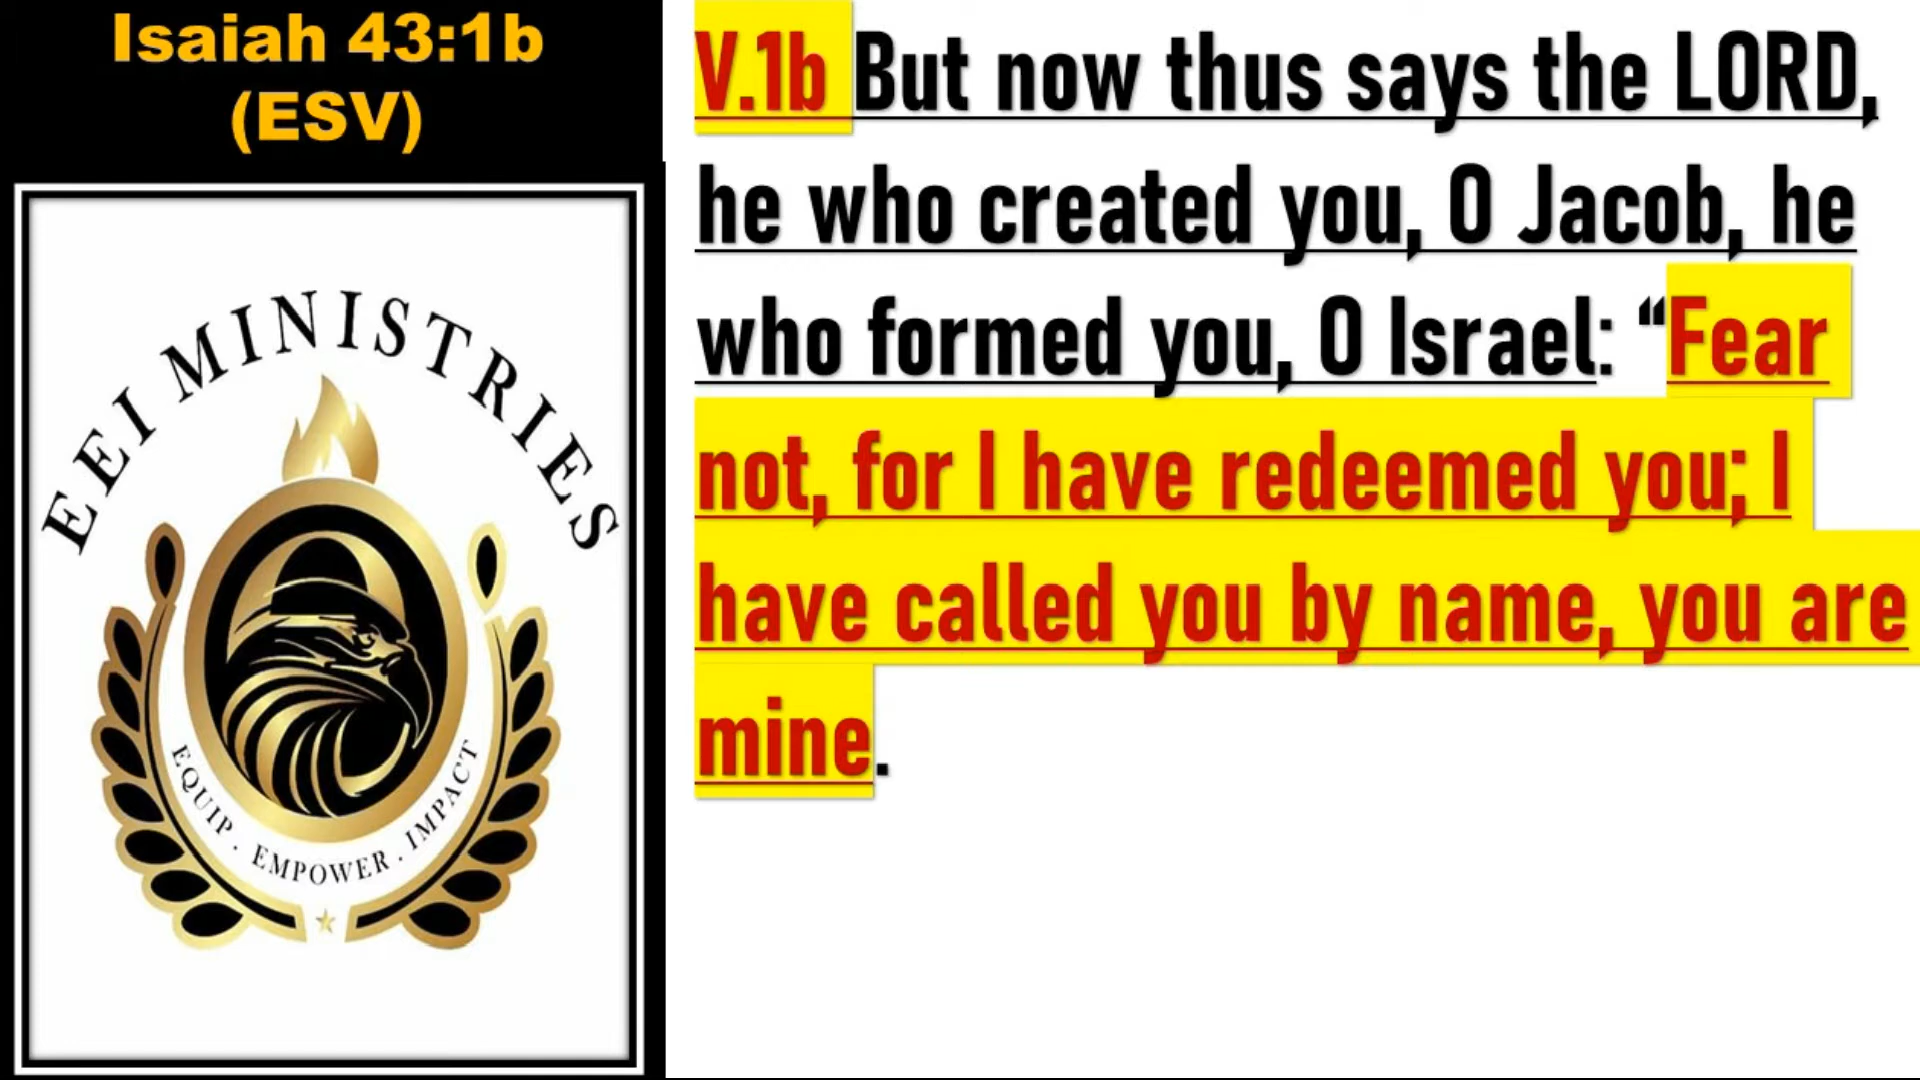 Isaiah 43:1b
(ESV)
EEI MINISTRIES
EQUIP . EMPOWER . IMPACT
V.1b But now thus says the LORD,
he who created you, O Jacob, he
who formed you, O Israel: “Fear
not, for I have redeemed you; I
have called you by name, you are
mine.